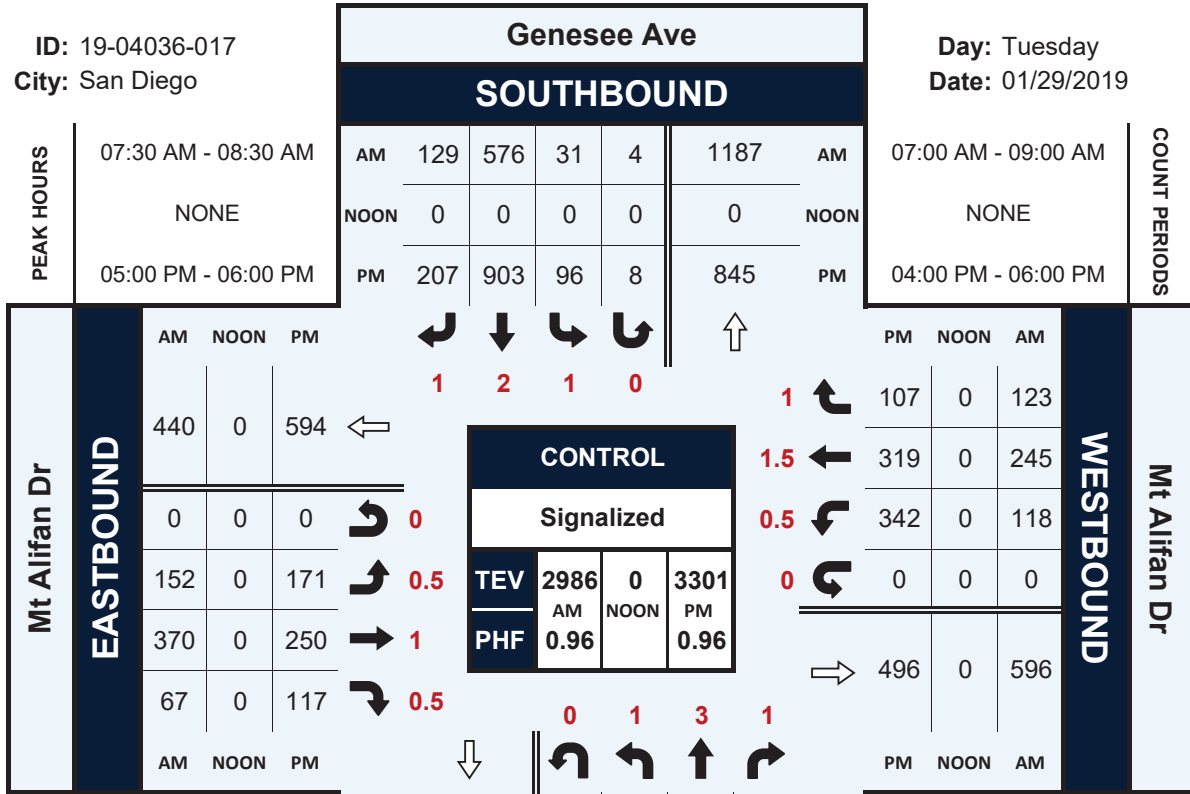 Genesee Ave
ID: 19-04036-017
City: San Diego
Day: Tuesday
Date: 01/29/2019
SOUTHBOUND
PEAK HOURS
07:30 AM - 08:30 AM
NONE
05:00 PM - 06:00 PM
AM 129 576 31 4 1187 AM
NOON 0 0 0 0 0 NOON
PM 207 903 96 8 845 PM
07:00 AM - 09:00 AM
NONE
04:00 PM - 06:00 PM
COUNT PERIODS
1 2 1 0
Mt Alifan Dr
EASTBOUND
AM NOON PM
440 0 594
0 0 0 0
152 0 171 0.5
370 0 250 1
67 0 117 0.5
AM NOON PM
CONTROL
Signalized
TEV 2986 0 3301
AM NOON PM
PHF 0.96 0.96
PM NOON AM
1 107 0 123
1.5 319 0 245
0.5 342 0 118
0 0 0 0
496 0 596
PM NOON AM
WESTBOUND
Mt Alifan Dr
0 1 3 1